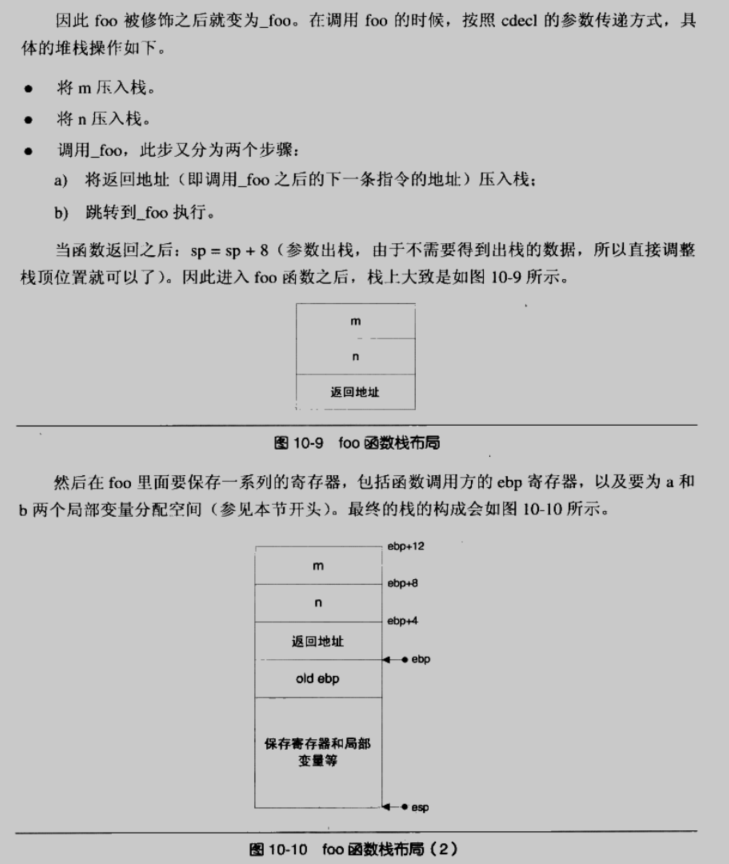 因此 foo 被修饰之后就变为_foo。在调用 foo 的时候，按照 cdecl 的参数传递方式，具
体的堆栈操作如下。
● 将 m 压入栈。
● 将 n 压入栈。
● 调用_foo，此步又分为两个步骤：
a) 将返回地址（即调用_foo 之后的下一条指令的地址）压入栈；
b) 跳转到_foo 执行。
当函数返回之后：sp = sp + 8（参数出栈，由于不需要得到出栈的数据，所以直接调整
栈顶位置就可以了）。因此进入 foo 函数之后，栈上大致是如图 10-9 所示。
m
n
返回地址
图 10-9 foo 函数栈布局
然后在 foo 里面要保存一系列的寄存器，包括函数调用方的 ebp 寄存器，以及要为 a 和
b 两个局部变量分配空间（参见本节开头）。最终的栈的构成会如图 10-10 所示。
ebp+12
m
ebp+8
n
ebp+4
返回地址
ebp
old ebp
保存寄存器和局部
变量等
esp
图 10-10 foo 函数栈布局（2）